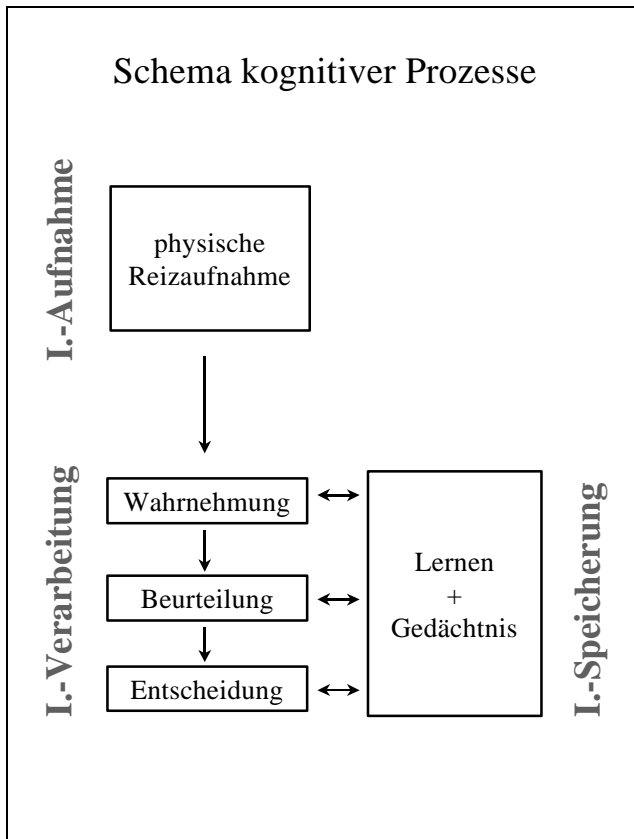 Schema kognitiver Prozesse
I.-Aufnahme
physische
Reizaufnahme
I.-Verarbeitung
Wahrnehmung
Beurteilung
Entscheidung
Lernen
+
Gedächtnis
I.-Speicherung